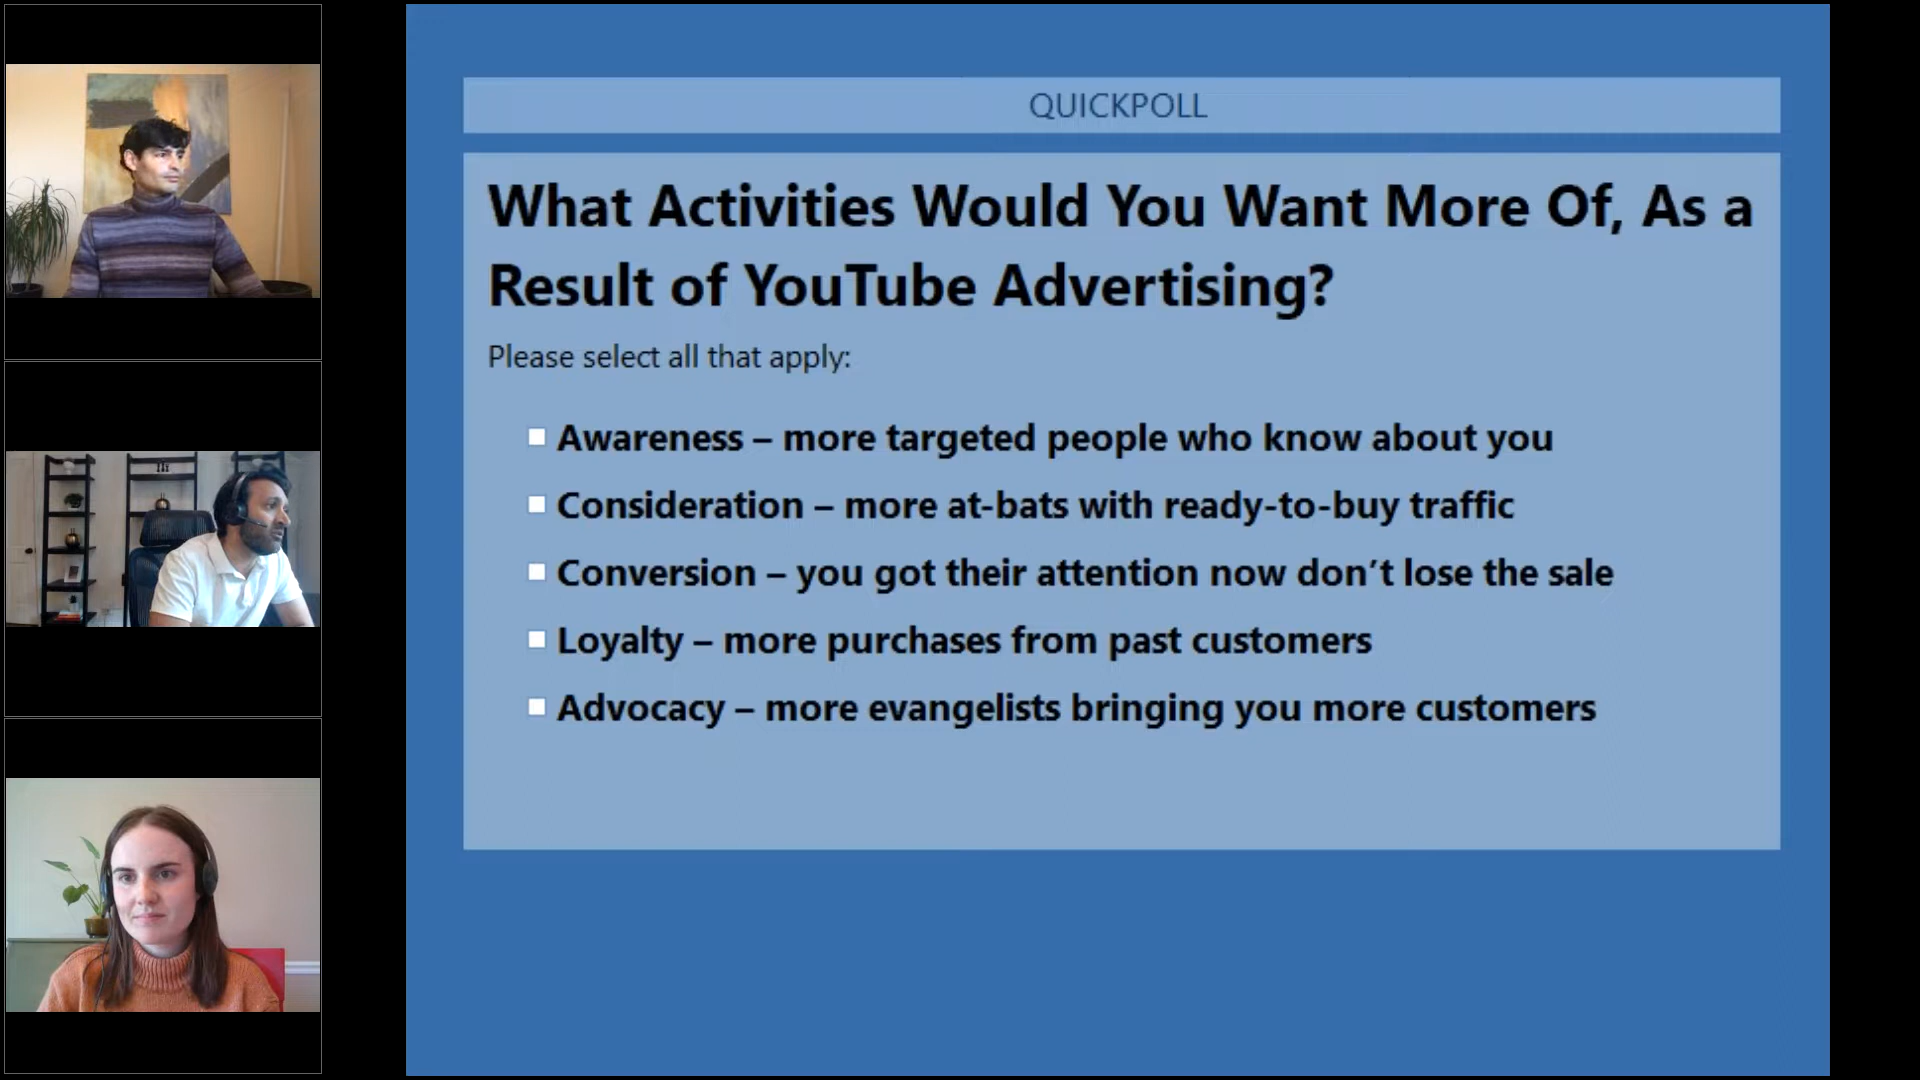 QUICKPOLL
What Activities Would You Want More Of, As a
Result of YouTube Advertising?
Please select all that apply:
Awareness – more targeted people who know about you
Consideration – more at-bats with ready-to-buy traffic
Conversion – you got their attention now don’t lose the sale
Loyalty – more purchases from past customers
Advocacy – more evangelists bringing you more customers